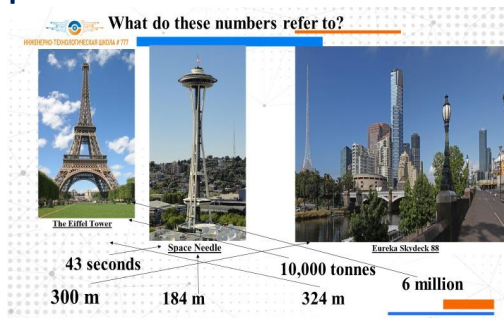 What do these numbers refer to?
ИНЖЕНЕРНО-ТЕХНОЛОГИЧЕСКАЯ ШКОЛА # 777
The Eiffel Tower
Space Needle
Eureka Skydeck 88
43 seconds
10,000 tonnes
6 million
300 m
184 m
324 m